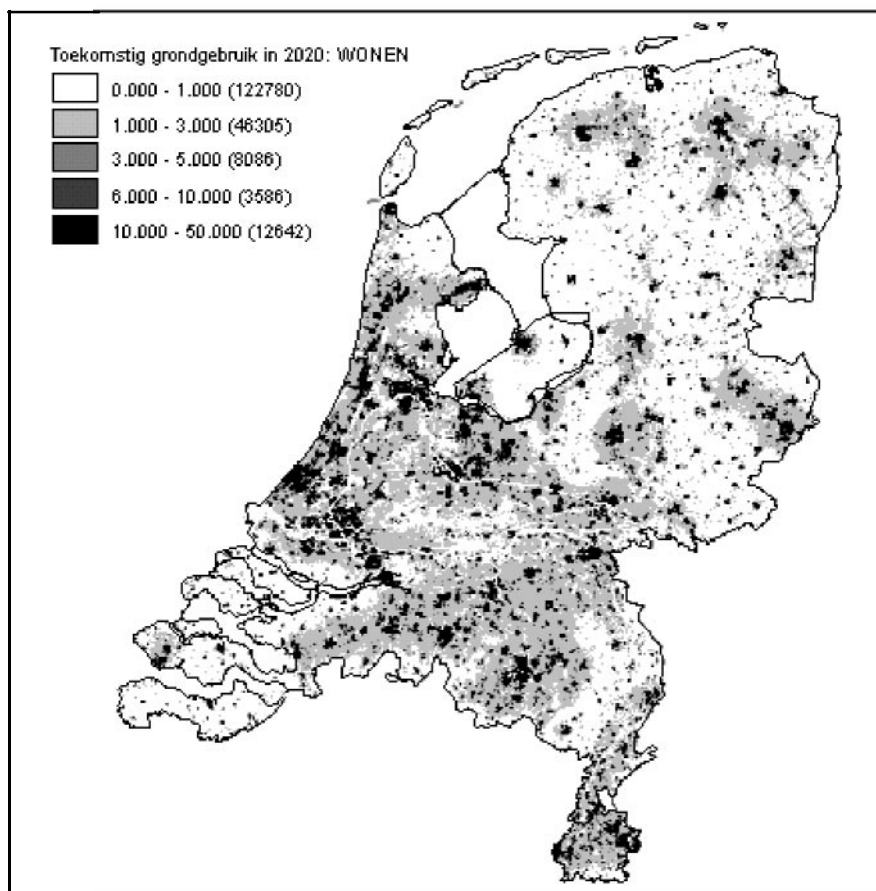 Toekomstig grondgebruik in 2020: WONEN
0.000 - 1.000 (122780)
1.000 - 3.000 (46305)
3.000 - 5.000 (8086)
6.000 - 10.000 (3586)
10.000 - 50.000 (12642)